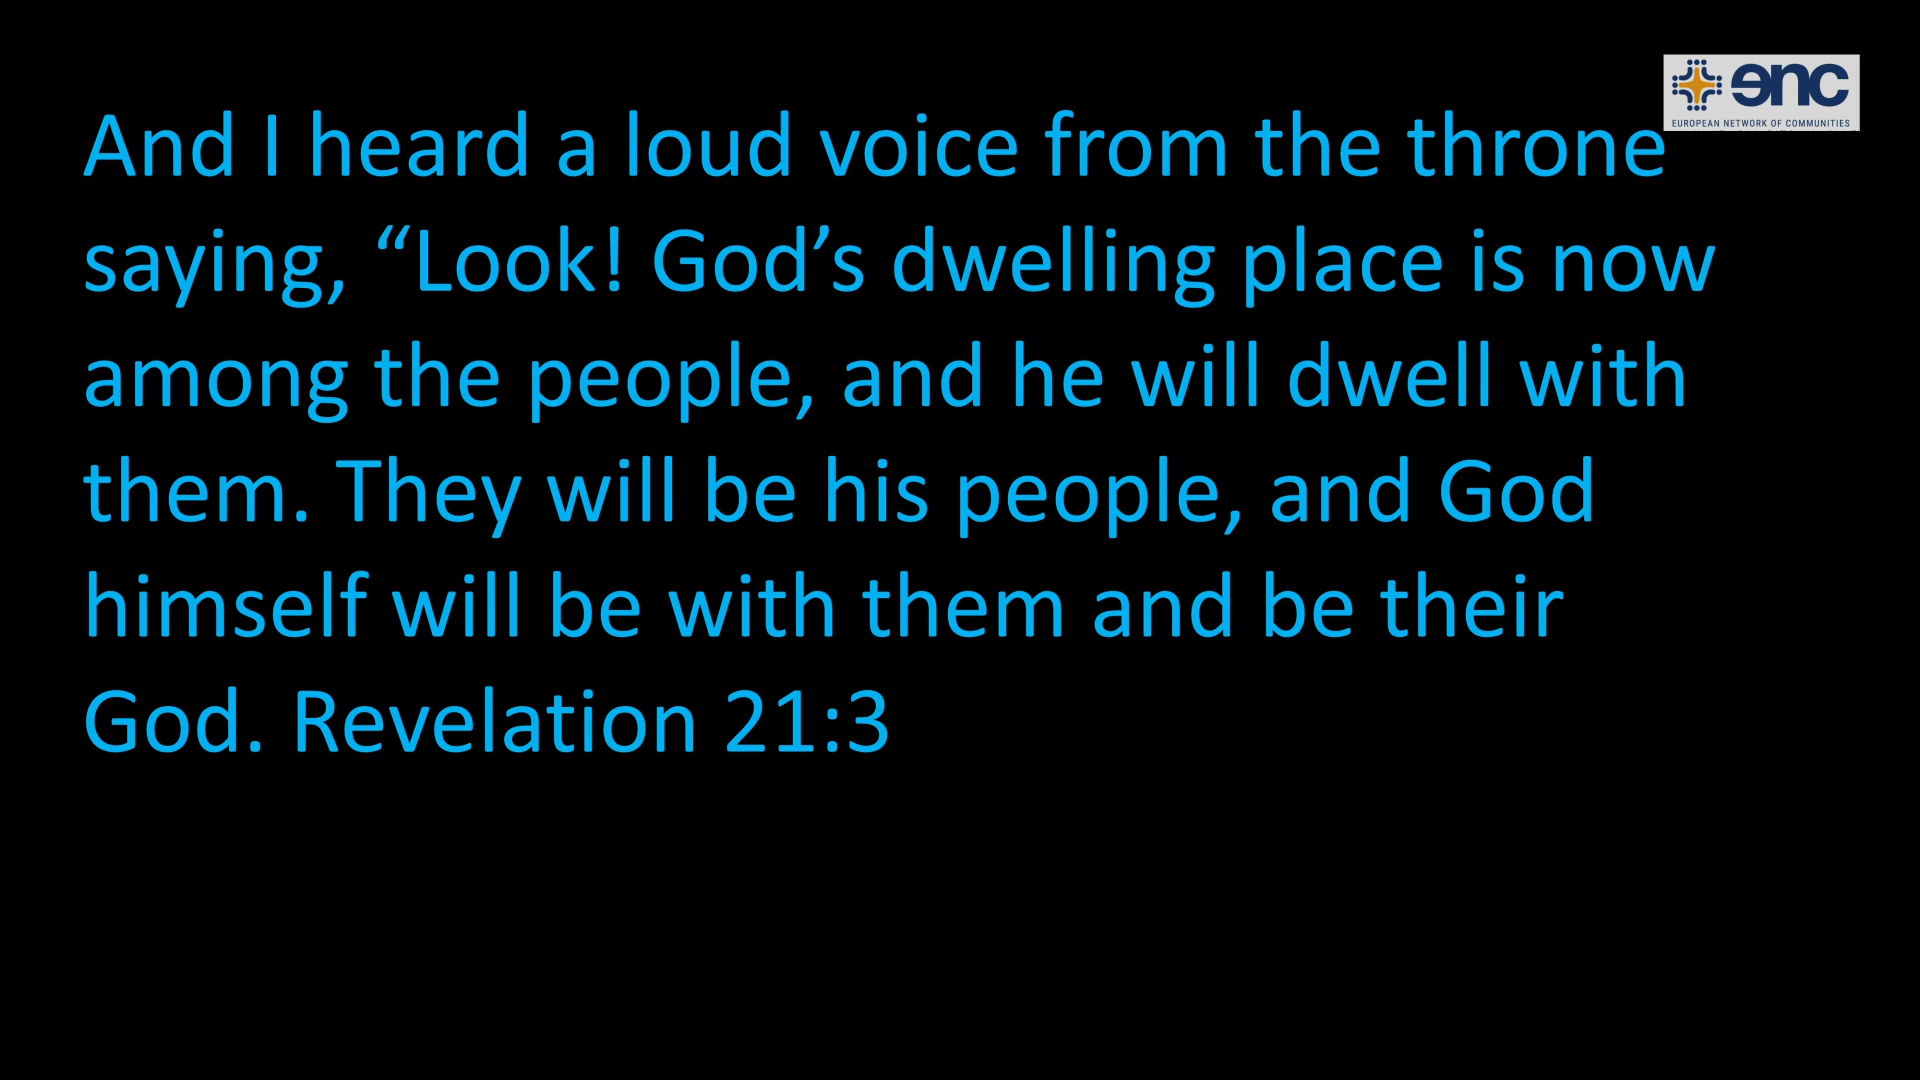 enc
EUROPEAN NETWORK OF COMMUNITIES
And I heard a loud voice from the throne
saying, “Look! God’s dwelling place is now
among the people, and he will dwell with
them. They will be his people, and God
himself will be with them and be their
God. Revelation 21:3